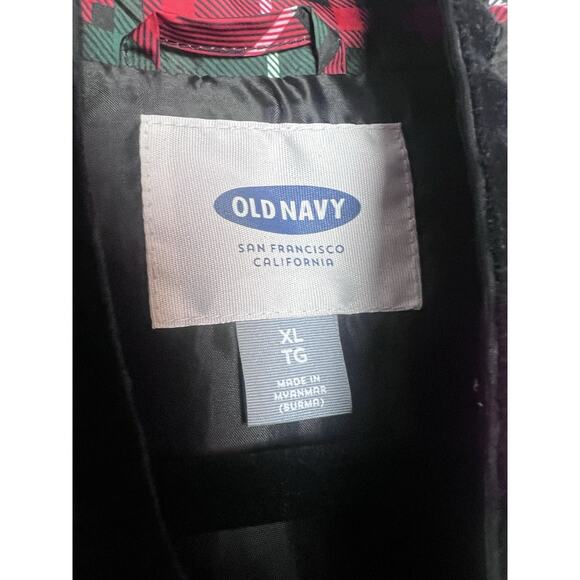 OLD NAVY
SAN FRANCISCO
CALIFORNIA
XL
TG
MADE IN
MYANMAR
(BURMA)